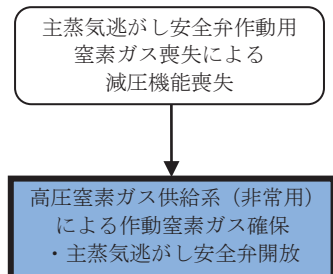 主蒸気逃がし安全弁作動用
窒素ガス喪失による
減圧機能喪失
高圧窒素ガス供給系（非常用）
による作動窒素ガス確保
・主蒸気逃がし安全弁開放